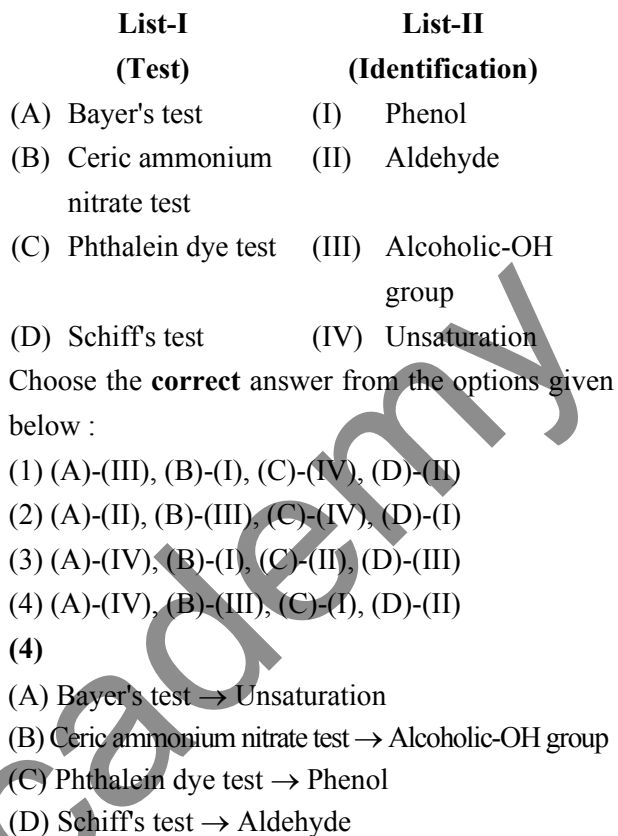 List-I List-II
(Test) (Identification)
(A) Bayer's test (I) Phenol
(B) Ceric ammonium (II) Aldehyde
nitrate test
(C) Phthalein dye test (III) Alcoholic-OH
group
(D) Schiff's test (IV) Unsaturation
Choose the correct answer from the options given
below :
(1) (A)-(III), (B)-(I), (C)-(IV), (D)-(II)
(2) (A)-(II), (B)-(III), (C)-(IV), (D)-(I)
(3) (A)-(IV), (B)-(I), (C)-(II), (D)-(III)
(4) (A)-(IV), (B)-(III), (C)-(I), (D)-(II)
(4)
(A) Bayer's test → Unsaturation
(B) Ceric ammonium nitrate test → Alcoholic-OH group
(C) Phthalein dye test → Phenol
(D) Schiff's test → Aldehyde
cademy